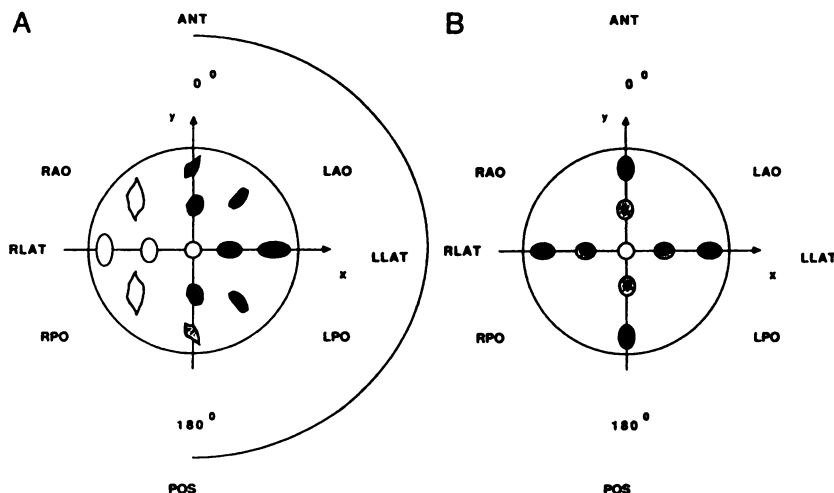 A
ANT
0°
y
RAO
LAO
RLAT
x
LLAT
RPO
LPO
180°
POS
B
ANT
0°
y
RAO
LAO
RLAT
x
LLAT
RPO
LPO
180°
POS